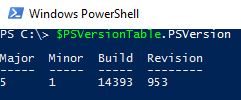 Windows PowerShell
PS C:\> $PSVersionTable.PSVersion
Major  Minor  Build  Revision
-----  -----  -----  --------
5      1      14393  953